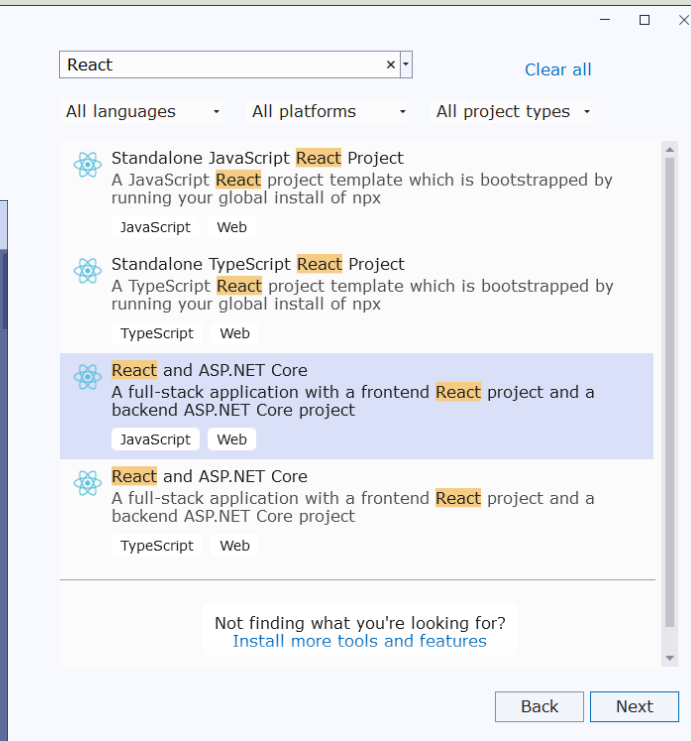 React
Clear all
All languages
All platforms
All project types
Standalone JavaScript React Project
A JavaScript React project template which is bootstrapped by
running your global install of npx
JavaScript Web
Standalone TypeScript React Project
A TypeScript React project template which is bootstrapped by
running your global install of npx
TypeScript Web
React and ASP.NET Core
A full-stack application with a frontend React project and a
backend ASP.NET Core project
JavaScript Web
React and ASP.NET Core
A full-stack application with a frontend React project and a
backend ASP.NET Core project
TypeScript Web
Not finding what you're looking for?
Install more tools and features
Back
Next